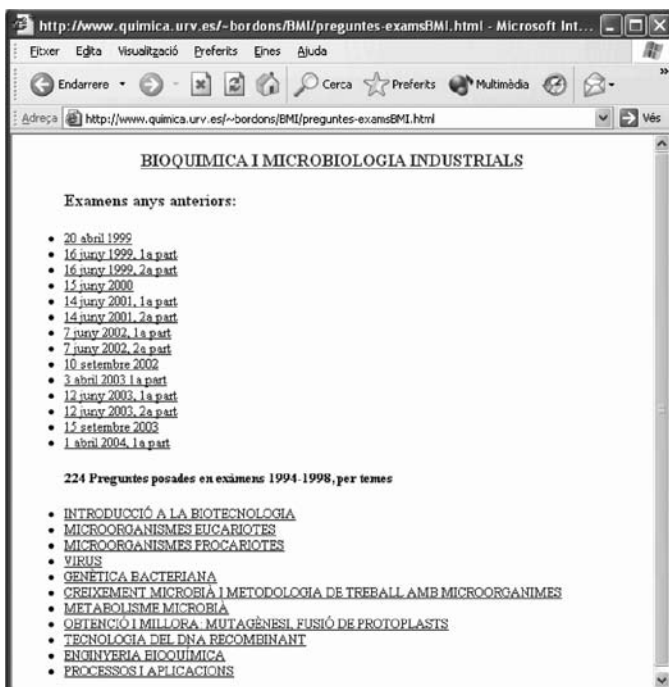 http://www.quimica.urv.es/~bordons/BMI/preguntes-examsBMI.html - Microsoft Int...
Fitxer Edita Visualització Preferits Eines Ajuda
Endarrere Cerca Preferits Multimèdia
Adreça http://www.quimica.urv.es/~bordons/BMI/preguntes-examsBMI.html Vés
BIOQUIMICA I MICROBIOLOGIA INDUSTRIALS
Examens anys anteriors:
20 abril 1999
16 juny 1999, 1a part
16 juny 1999, 2a part
15 juny 2000
14 juny 2001, 1a part
14 juny 2001, 2a part
7 juny 2002, 1a part
7 juny 2002, 2a part
10 setembre 2002
3 abril 2003 1a part
12 juny 2003, 1a part
12 juny 2003, 2a part
15 setembre 2003
1 abril 2004, 1a part
224 Preguntes posades en exàmens 1994-1998, per temes
INTRODUCCIÓ A LA BIOTECNOLOGIA
MICROORGANISMES EUCARIOTES
MICROORGANISMES PROCARIOTES
VIRUS
GENÈTICA BACTERIANA
CREIXEMENT MICROBIÀ I METODOLOGIA DE TREBALL AMB MICROORGANIMES
METABOLISME MICROBIÀ
OBTENCIÓ I MILLORA: MUTAGÈNESI, FUSIÓ DE PROTOPLASTS
TECNOLOGIA DEL DNA RECOMBINANT
ENGINYERIA BIOQUÍMICA
PROCESSOS I APLICACIONS